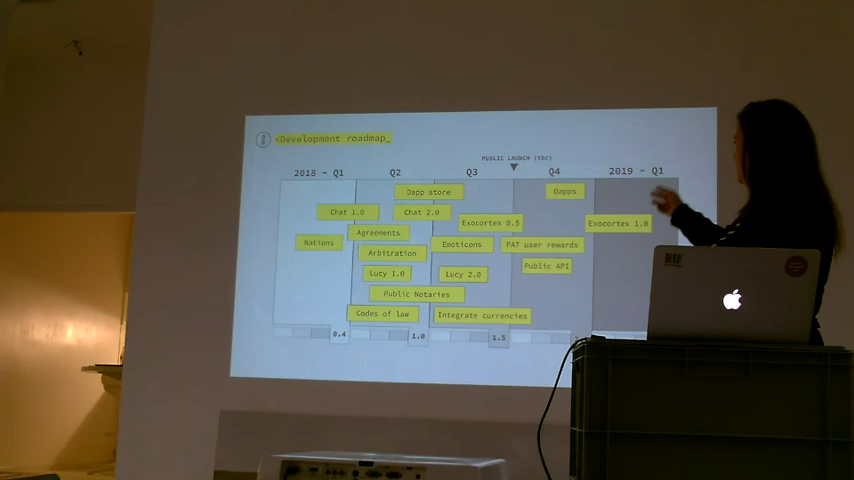 <Development roadmap_
PUBLIC LAUNCH (tbc)
2018 - Q1 Q2 Q3 Q4 2019 - Q1
Dapp store Dapps
Chat 1.0 Chat 2.0
Exocortex 0.5 Exocortex 1.0
Agreements
Nations Emoticons PAT user rewards
Arbitration
Public API
Lucy 1.0 Lucy 2.0
Public Notaries
Codes of law Integrate currencies
0.4 1.0 1.5